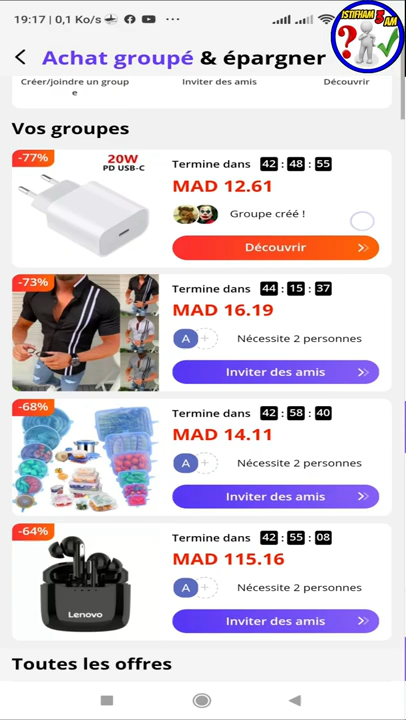 19:17 | 0,1 Ko/s
ISTIFHAM 5 AM
Achat groupé & épargner
Créer/joindre un group
e
Inviter des amis
Découvrir
Vos groupes
-77%
20W
PD USB-C
Termine dans 42 : 48 : 55
MAD 12.61
Groupe créé !
Découvrir
-73%
Termine dans 44 : 15 : 37
MAD 16.19
A + Nécessite 2 personnes
Inviter des amis
-68%
Termine dans 42 : 58 : 40
MAD 14.11
A + Nécessite 2 personnes
Inviter des amis
-64%
Lenovo
Termine dans 42 : 55 : 08
MAD 115.16
A + Nécessite 2 personnes
Inviter des amis
Toutes les offres